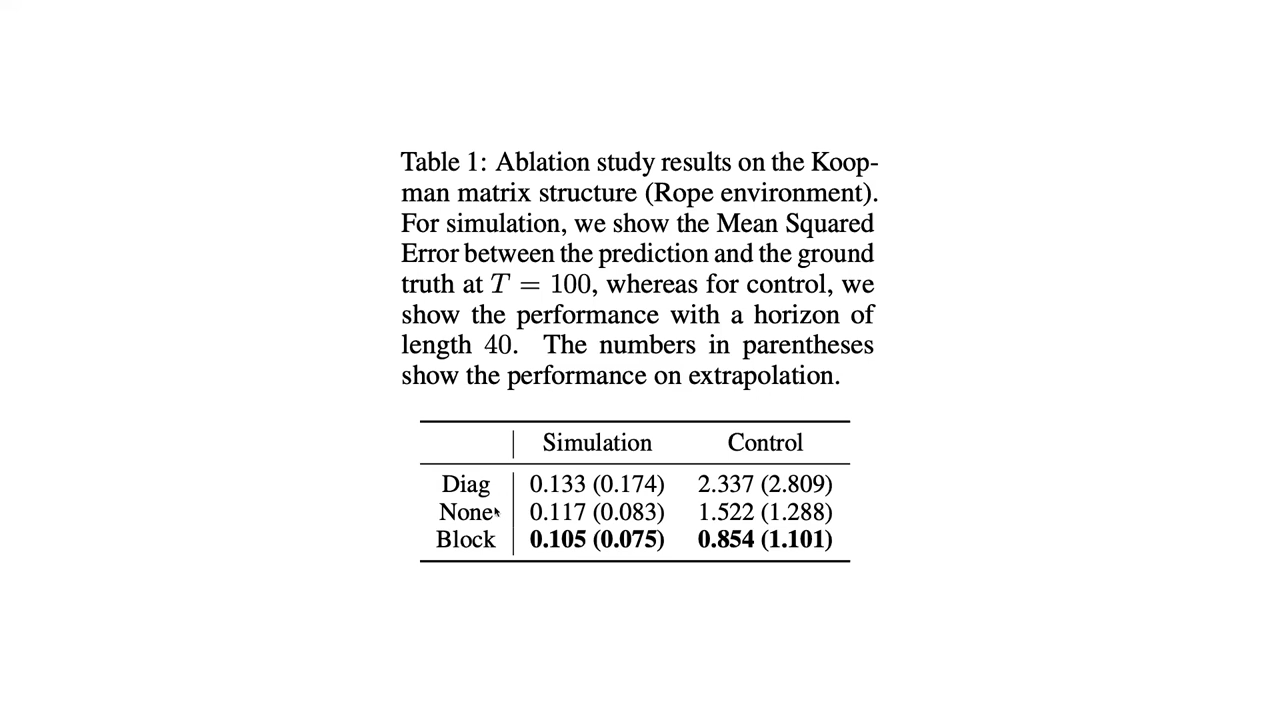 Table 1: Ablation study results on the Koop-
man matrix structure (Rope environment).
For simulation, we show the Mean Squared
Error between the prediction and the ground
truth at T = 100, whereas for control, we
show the performance with a horizon of
length 40. The numbers in parentheses
show the performance on extrapolation.
Simulation Control
Diag 0.133 (0.174) 2.337 (2.809)
None 0.117 (0.083) 1.522 (1.288)
Block 0.105 (0.075) 0.854 (1.101)